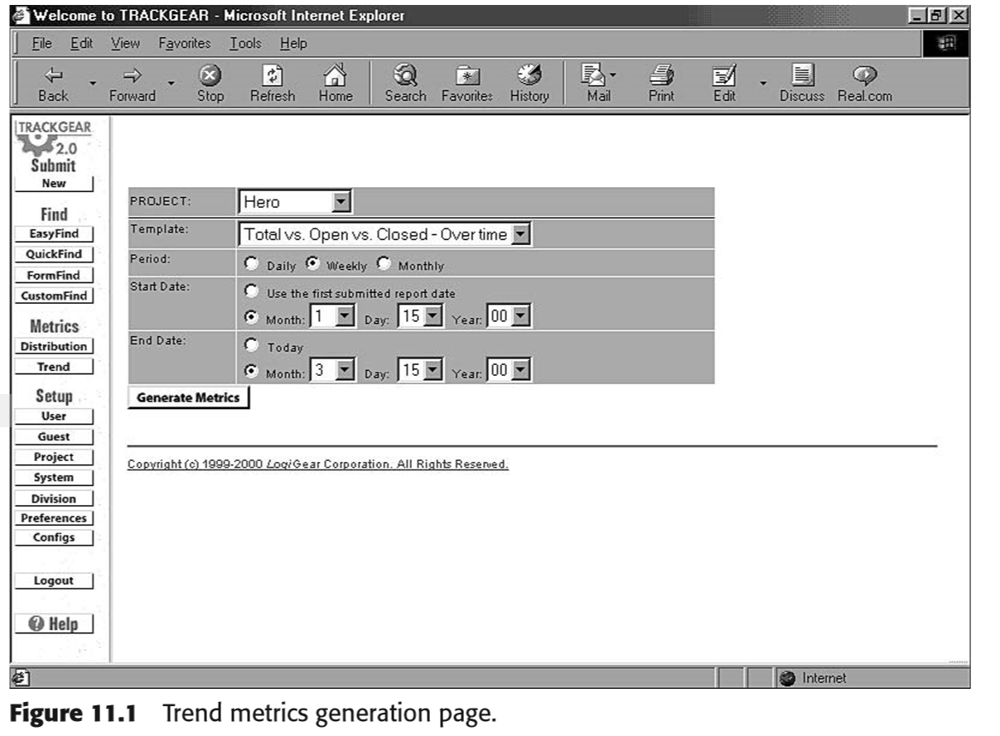 Welcome to TRACKGEAR - Microsoft Internet Explorer
File Edit View Favorites Tools Help
Back Forward Stop Refresh Home Search Favorites History Mail Print Edit Discuss Real.com
TRACKGEAR
2.0
Submit
New
Find
EasyFind
QuickFind
FormFind
CustomFind
Metrics
Distribution
Trend
Setup
User
Guest
Project
System
Division
Preferences
Configs
Logout
Help
PROJECT: Hero
Template: Total vs. Open vs. Closed - Over time
Period: Daily Weekly Monthly
Start Date: Use the first submitted report date
Month: 1 Day: 15 Year: 00
End Date: Today
Month: 3 Day: 15 Year: 00
Generate Metrics
Copyright (c) 1999-2000 LogiGear Corporation. All Rights Reserved.
Internet
Figure 11.1 Trend metrics generation page.